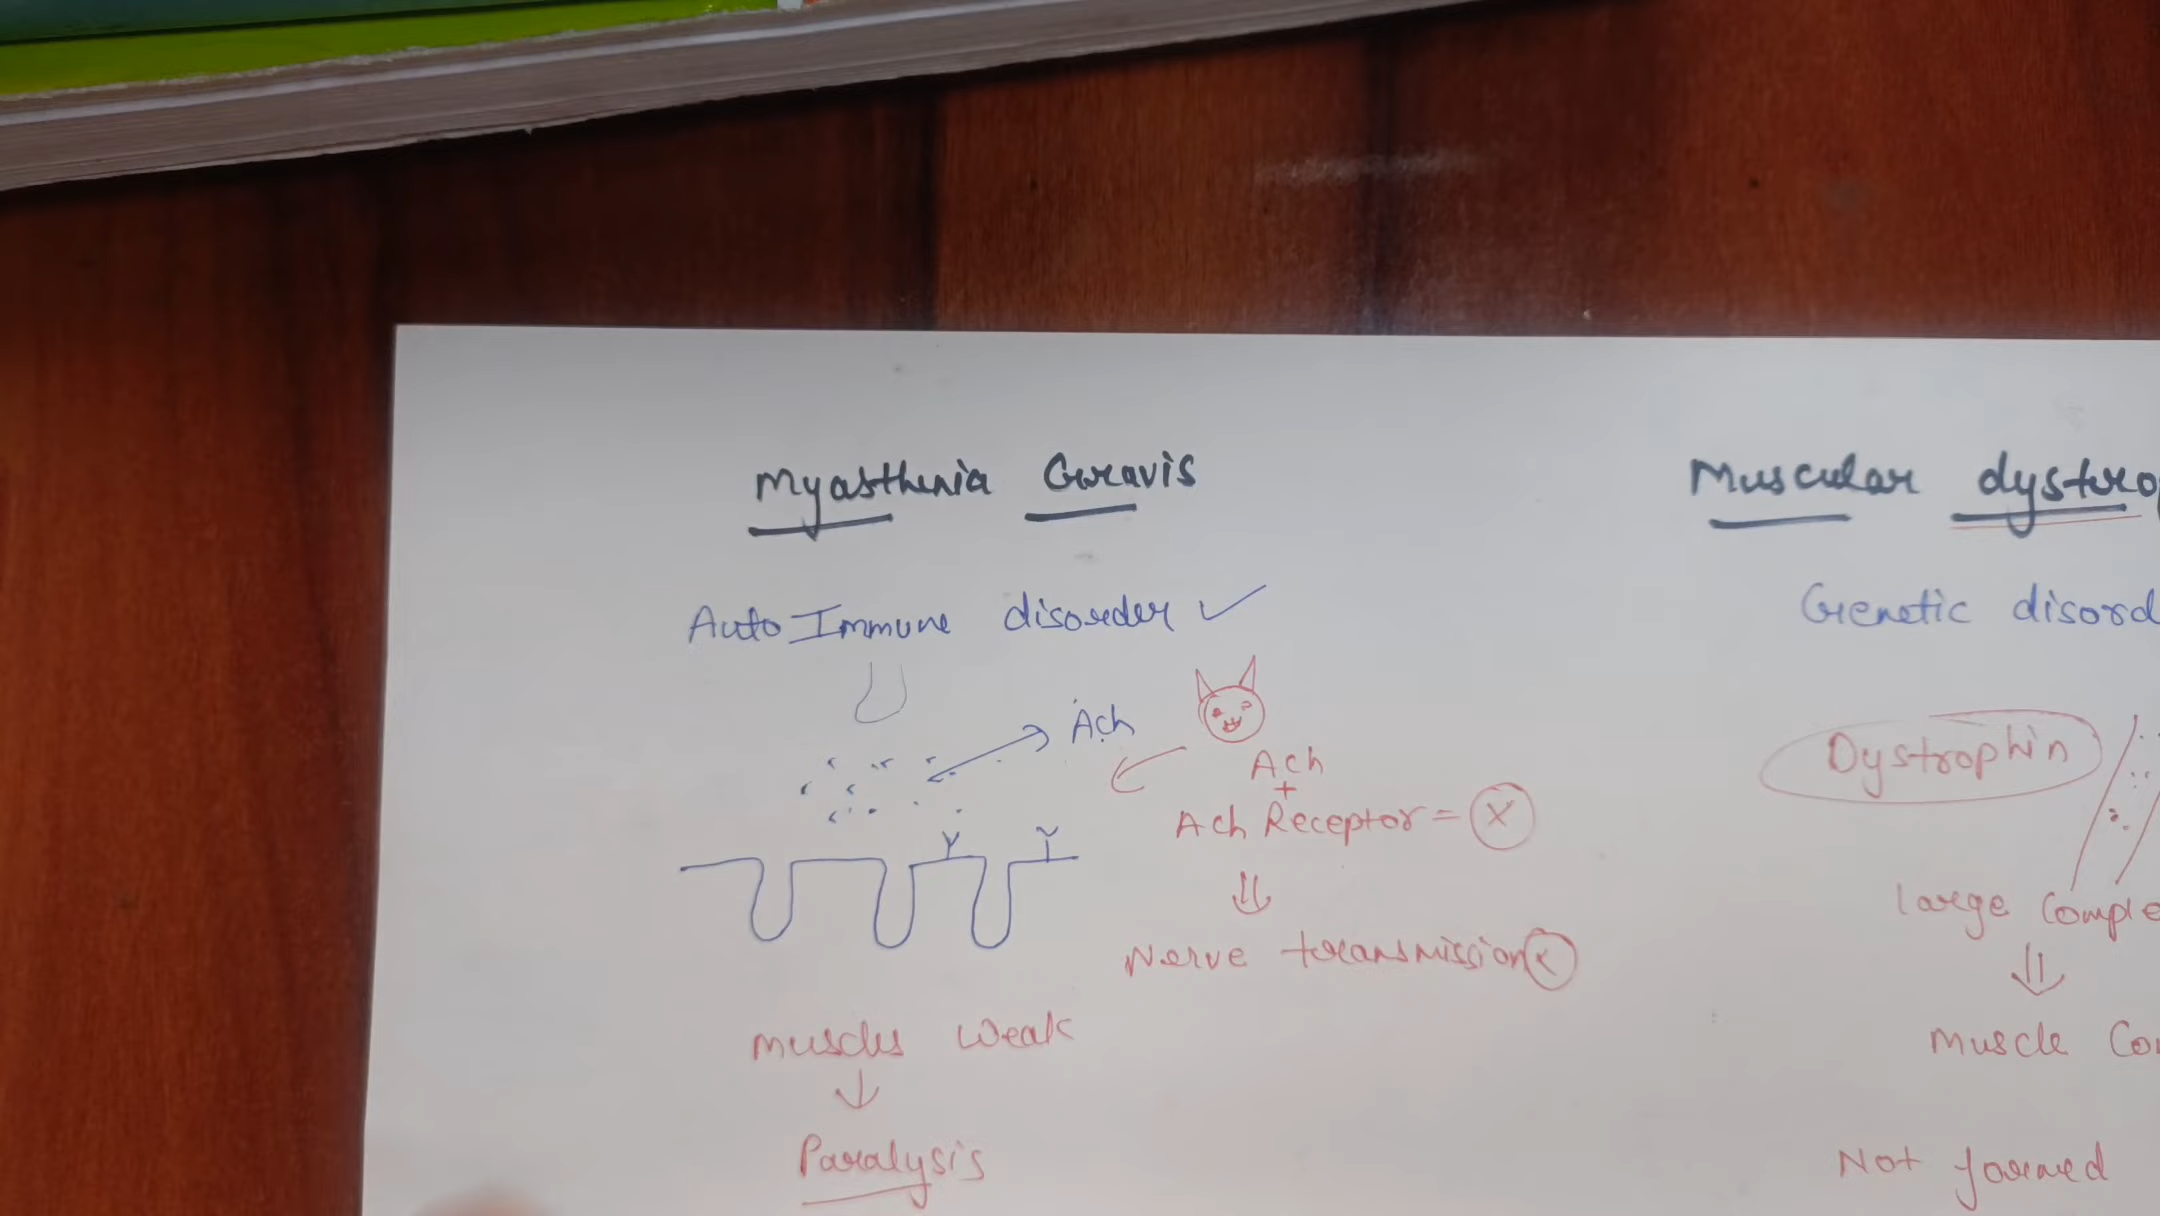 Myasthenia Gravis
Auto Immune disorder ✓
Ach
Ach
+
Ach Receptor = X
⇓
Nerve transmission X
Muscles weak
↓
Paralysis
Muscular dystrop
Genetic disord
Dystrophin
large Comple
⇓
Muscle Co
Not formed